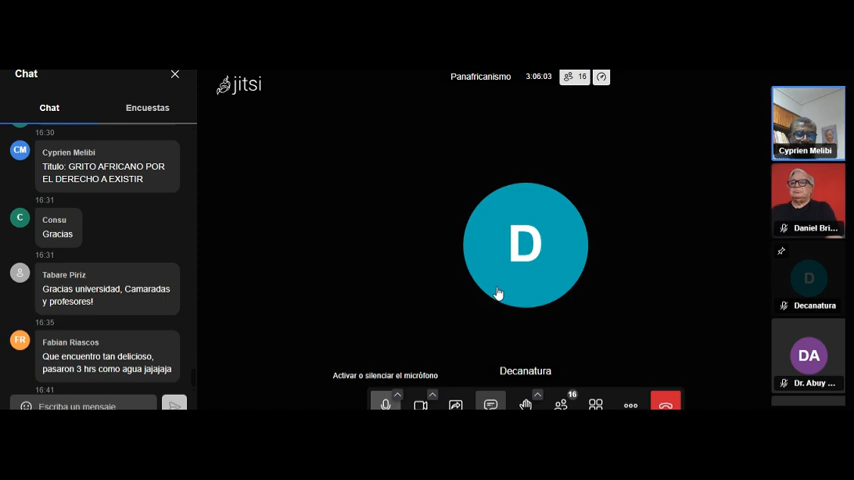 Chat
Chat
Encuestas
16:30
CM
Cyprien Melibi
Titulo: GRITO AFRICANO POR
EL DERECHO A EXISTIR
16:31
C
Consu
Gracias
16:31
Tabare Piriz
Gracias universidad, Camaradas
y profesores!
16:35
FR
Fabian Riascos
Que encuentro tan delicioso,
pasaron 3 hrs como agua jajajaja
16:41
Escriba un mensaje
jitsi
Panafricanismo
3:06:03
16
D
Decanatura
Activar o silenciar el micrófono
16
Cyprien Melibi
Daniel Bri...
D
Decanatura
DA
Dr. Abuy ...